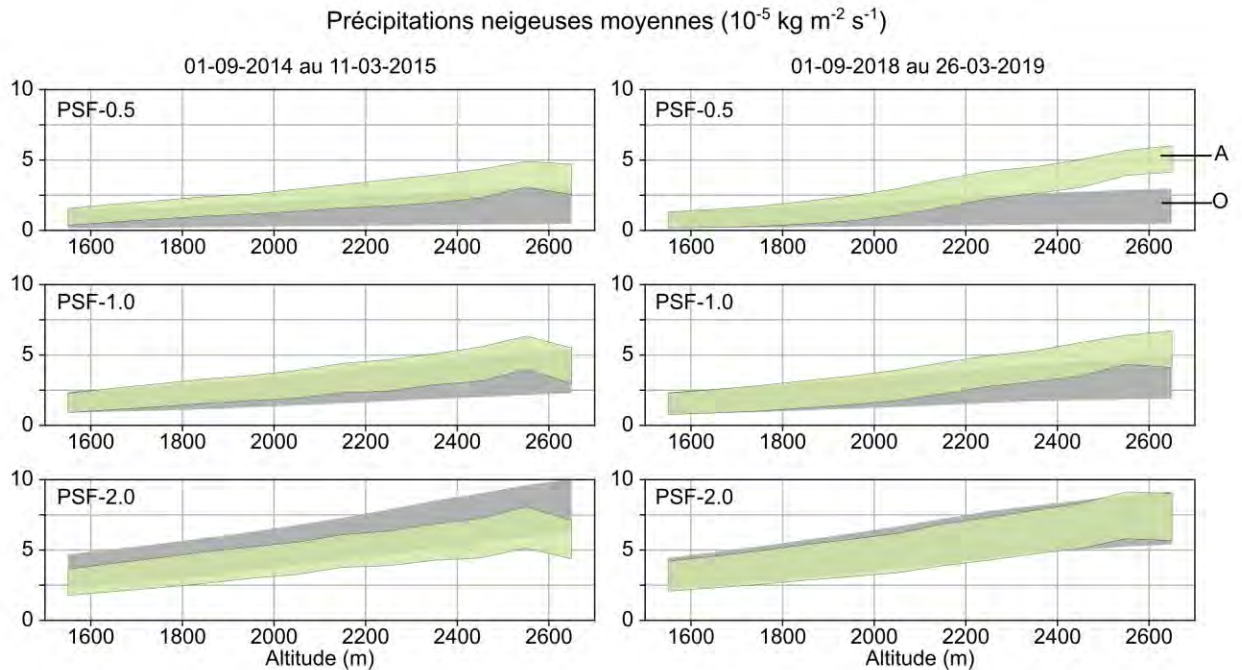 Précipitations neigeuses moyennes (10⁻⁵ kg m⁻² s⁻¹)
01-09-2014 au 11-03-2015
01-09-2018 au 26-03-2019
10
PSF-0.5
5
0
1600 1800 2000 2200 2400 2600
10
PSF-0.5
A
5
O
0
1600 1800 2000 2200 2400 2600
10
PSF-1.0
5
0
1600 1800 2000 2200 2400 2600
10
PSF-1.0
5
0
1600 1800 2000 2200 2400 2600
10
PSF-2.0
5
0
1600 1800 2000 2200 2400 2600
Altitude (m)
10
PSF-2.0
5
0
1600 1800 2000 2200 2400 2600
Altitude (m)